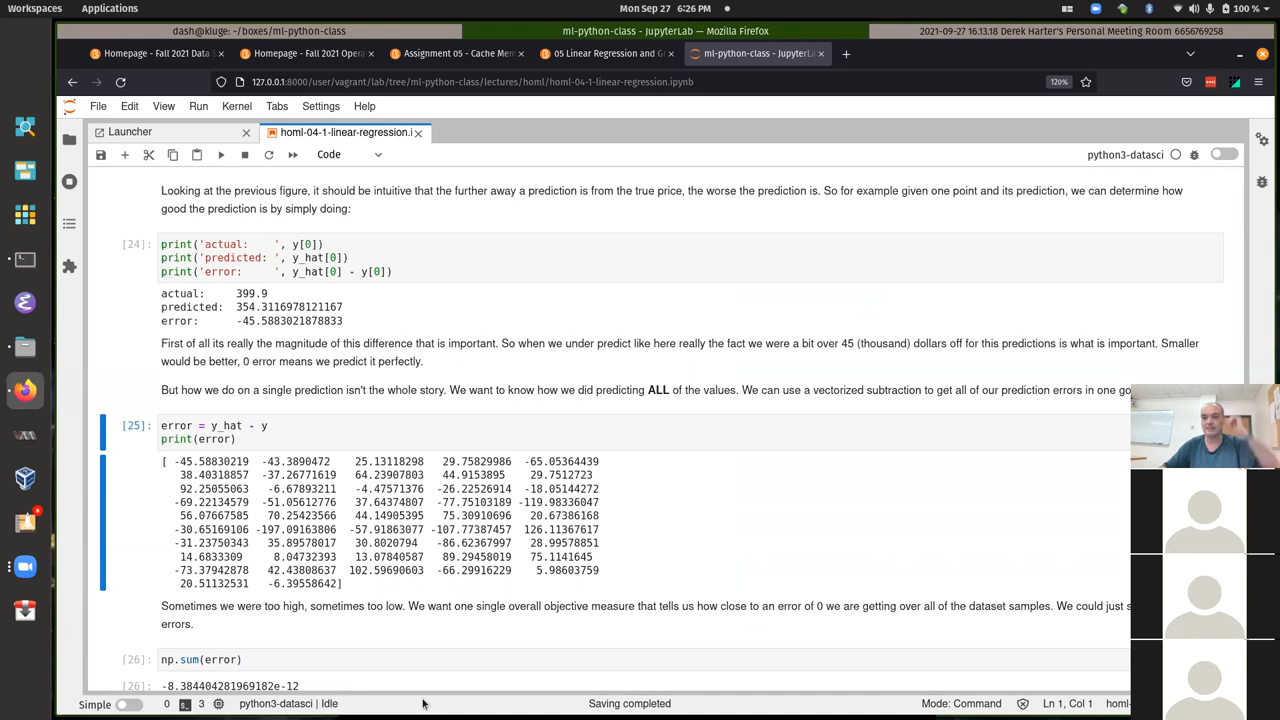 Workspaces Applications Mon Sep 27 6:26 PM 100 %
dash@kluge: ~/boxes/ml-python-class ml-python-class - JupyterLab — Mozilla Firefox 2021-09-27 16.13.18 Derek Harter's Personal Meeting Room 6656769258
Homepage - Fall 2021 Data S Homepage - Fall 2021 Opera Assignment 05 - Cache Mem 05 Linear Regression and Gr ml-python-class - JupyterLa
127.0.0.1:8000/user/vagrant/lab/tree/ml-python-class/lectures/homl/homl-04-1-linear-regression.ipynb 120%
File Edit View Run Kernel Tabs Settings Help
Launcher homl-04-1-linear-regression.i
Code python3-datasci
Looking at the previous figure, it should be intuitive that the further away a prediction is from the true price, the worse the prediction is. So for example given one point and its prediction, we can determine how
good the prediction is by simply doing:
[24]: print('actual:    ', y[0])
print('predicted: ', y_hat[0])
print('error:     ', y_hat[0] - y[0])
actual:     399.9
predicted:  354.3116978121167
error:      -45.5883021878833
First of all its really the magnitude of this difference that is important. So when we under predict like here really the fact we were a bit over 45 (thousand) dollars off for this predictions is what is important. Smaller
would be better, 0 error means we predict it perfectly.
But how we do on a single prediction isn't the whole story. We want to know how we did predicting ALL of the values. We can use a vectorized subtraction to get all of our prediction errors in one go
[25]: error = y_hat - y
print(error)
[ -45.58830219 -43.3890472 25.13118298 29.75829986 -65.05364439
38.40318857 -37.26771619 64.23907803 44.9153895 29.7512723
92.25055063 -6.67893211 -4.47571376 -26.22526914 -18.05144272
-69.22134579 -51.05612776 37.64374807 -77.75103189 -119.98336047
56.07667585 70.25423566 44.14905395 75.30910696 20.67386168
-30.65169106 -197.09163806 -57.91863077 -107.77387457 126.11367617
-31.23750343 35.89578017 30.8020794 -86.62367997 28.99578851
14.6833309 8.04732393 13.07840587 89.29458019 75.1141645
-73.37942878 42.43808637 102.59690603 -66.29916229 5.98603759
20.51132531 -6.39558642]
Sometimes we were too high, sometimes too low. We want one single overall objective measure that tells us how close to an error of 0 we are getting over all of the dataset samples. We could just s
errors.
[26]: np.sum(error)
[26]: -8.384404281969182e-12
Simple 0 3 python3-datasci | Idle Saving completed Mode: Command Ln 1, Col 1 homl-